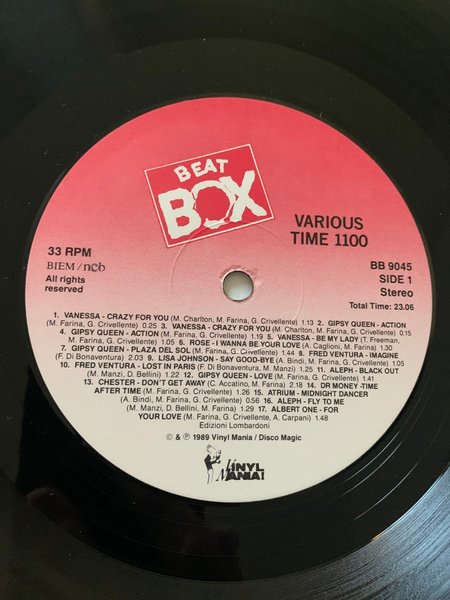 BEAT
BOX
VARIOUS
TIME 1100
33 RPM
BIEM/ncb
All rights
reserved
BB 9045
SIDE 1
Stereo
Total Time: 23.06
1. VANESSA - CRAZY FOR YOU (M. Charlton, M. Farina, G. Crivellente) 1.13 2. GIPSY QUEEN - ACTION
(M. Farina, G. Crivellente) 0.25 3. VANESSA - CRAZY FOR YOU (M. Charlton, M. Farina, G. Crivellente) 0.15
4. GIPSY QUEEN - ACTION (M. Farina, G. Crivellente) 1.19 5. VANESSA - BE MY LADY (T. Freeman,
M. Farina, G. Crivellente) 1.05 6. ROSE - I WANNA BE YOUR LOVE (A. Caglioni, M. Farina) 1.30
7. GIPSY QUEEN - PLAZA DEL SOL (M. Farina, G. Crivellente) 1.44 8. FRED VENTURA - IMAGINE
(F. Di Bonaventura) 2.03 9. LISA JOHNSON - SAY GOOD-BYE (A. Bindi, M. Farina, G. Crivellente) 1.10
10. FRED VENTURA - LOST IN PARIS (F. Di Bonaventura) 1.25 11. ALEPH - BLACK OUT
(M. Manzi, D. Bellini) 1.22 12. GIPSY QUEEN - LOVE (M. Farina, G. Crivellente) 1.41
13. CHESTER - DON'T GET AWAY (C. Accatino, M. Farina) 2.18 14. DR MONEY -TIME
AFTER TIME (M. Farina, G. Crivellente) 1.26 15. ATRIUM - MIDNIGHT DANCER
(A. Bindi, M. Farina, G. Crivellente) 0.56 16. ALEPH - FLY TO ME
(M. Manzi, D. Bellini, M. Farina) 1.29 17. ALBERT ONE - FOR
YOUR LOVE (M. Farina, G. Crivellente, A. Carpani) 1.48
Edizioni Lombardoni
© & ℗ 1989 Vinyl Mania / Disco Magic
VINYL
MANIA!